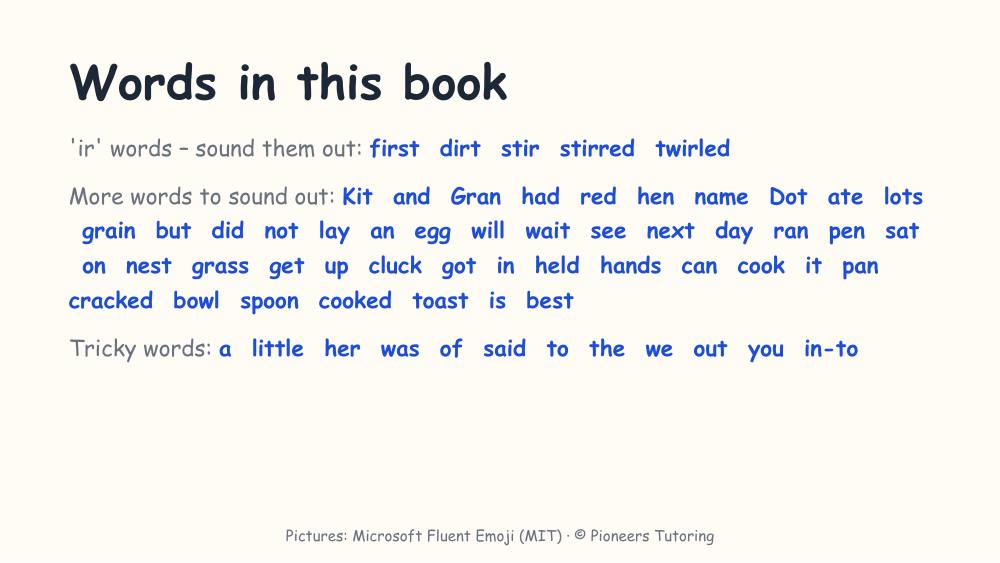 Words in this book
'ir' words – sound them out: first dirt stir stirred twirled
More words to sound out: Kit and Gran had red hen name Dot ate lots
grain but did not lay an egg will wait see next day ran pen sat
on nest grass get up cluck got in held hands can cook it pan
cracked bowl spoon cooked toast is best
Tricky words: a little her was of said to the we out you in-to
Pictures: Microsoft Fluent Emoji (MIT) · © Pioneers Tutoring